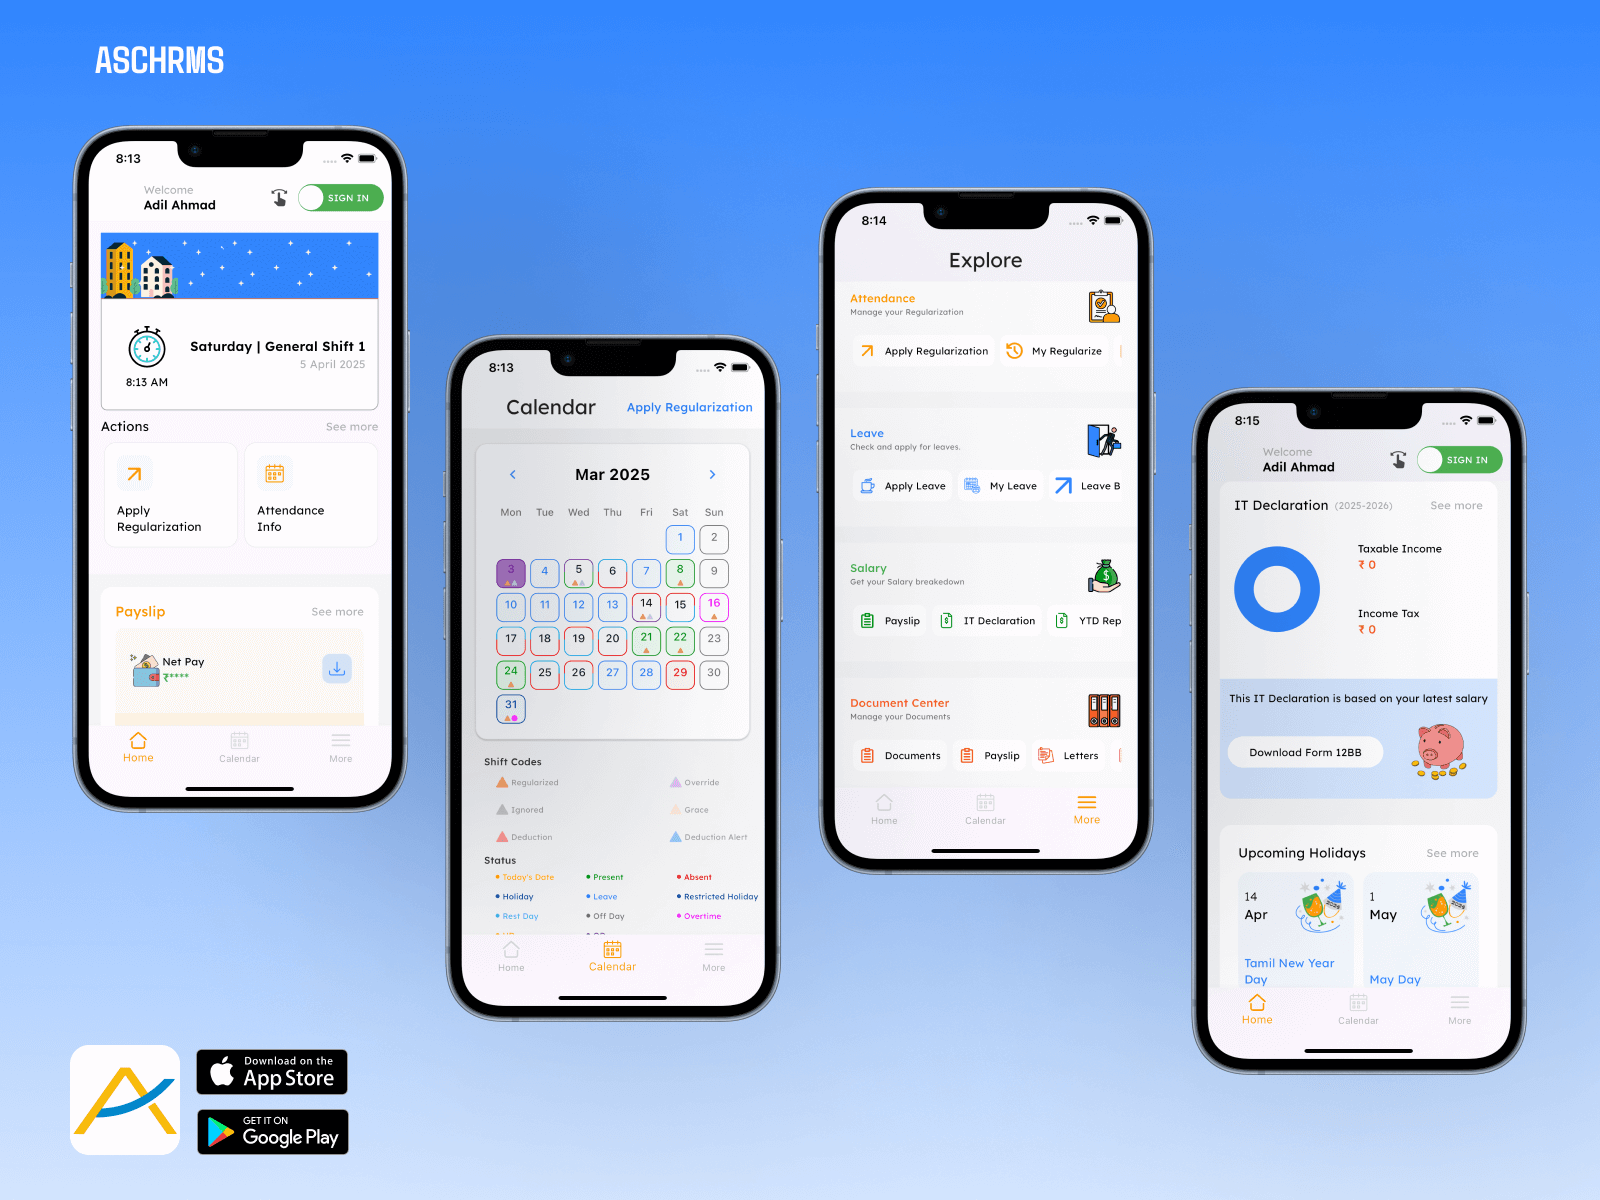 ASCHRMS
8:13
Welcome
Adil Ahmad
SIGN IN
Saturday | General Shift 1
5 April 2025
8:13 AM
Actions
See more
Apply
Regularization
Attendance
Info
Payslip
See more
Net Pay
₹****
Home
Calendar
More
8:13
Calendar
Apply Regularization
Mar 2025
Mon Tue Wed Thu Fri Sat Sun
1 2
3 4 5 6 7 8 9
10 11 12 13 14 15 16
17 18 19 20 21 22 23
24 25 26 27 28 29 30
31
Shift Codes
Regularized
Override
Ignored
Grace
Deduction
Deduction Alert
Status
Today's Date
Present
Absent
Holiday
Leave
Restricted Holiday
Rest Day
Off Day
Overtime
Home
Calendar
More
8:14
Explore
Attendance
Manage your Regularization
Apply Regularization
My Regularize
Leave
Check and apply for leaves.
Apply Leave
My Leave
Leave B
Salary
Get your Salary breakedown
Payslip
IT Declaration
YTD Rep
Document Center
Manage your Documents
Documents
Payslip
Letters
Home
Calendar
More
8:15
Welcome
Adil Ahmad
SIGN IN
IT Declaration (2025-2026)
See more
Taxable Income
₹ 0
Income Tax
₹ 0
This IT Declaration is based on your latest salary
Download Form 12BB
Upcoming Holidays
See more
14
Apr
Tamil New Year
Day
1
May
May Day
Home
Calendar
More
Download on the
App Store
GET IT ON
Google Play